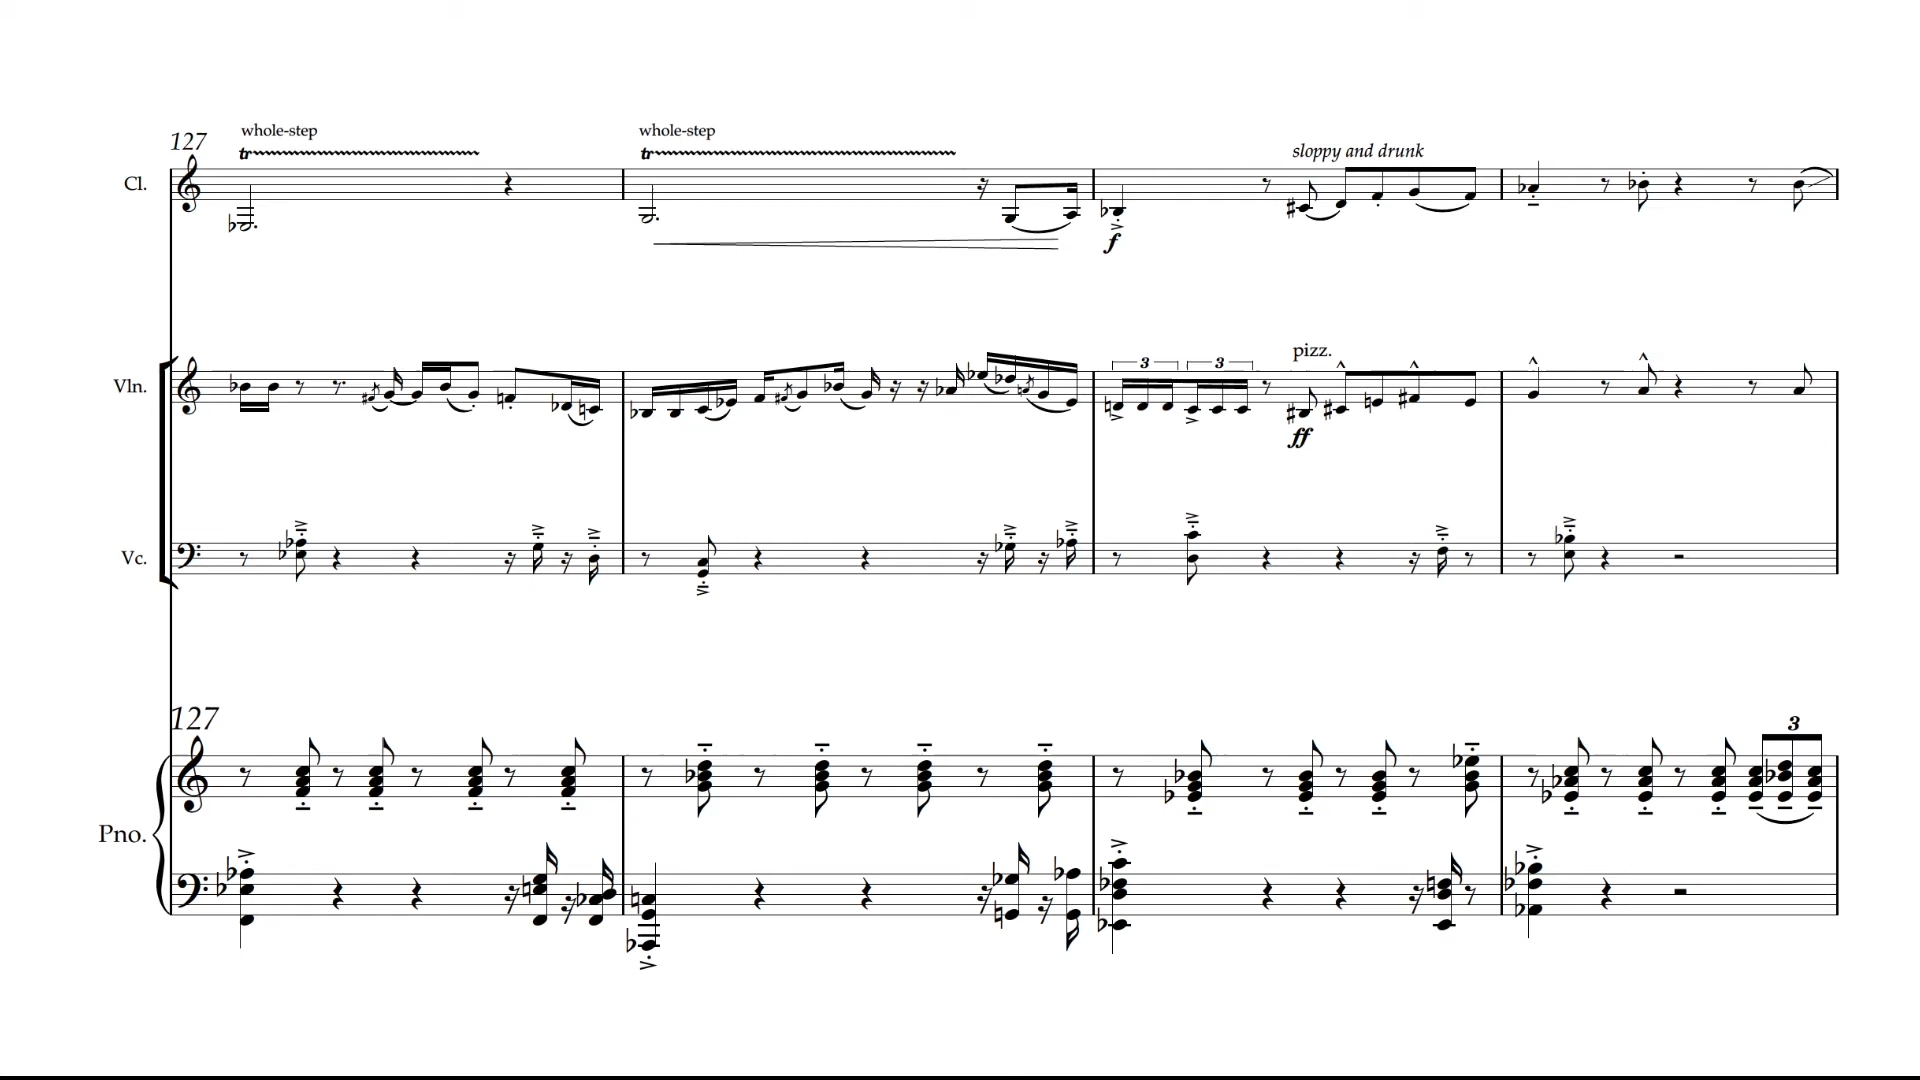 whole-step
whole-step
127
tr
tr
sloppy and drunk
Cl.
f
pizz.
3
3
Vln.
ff
Vc.
127
3
Pno.